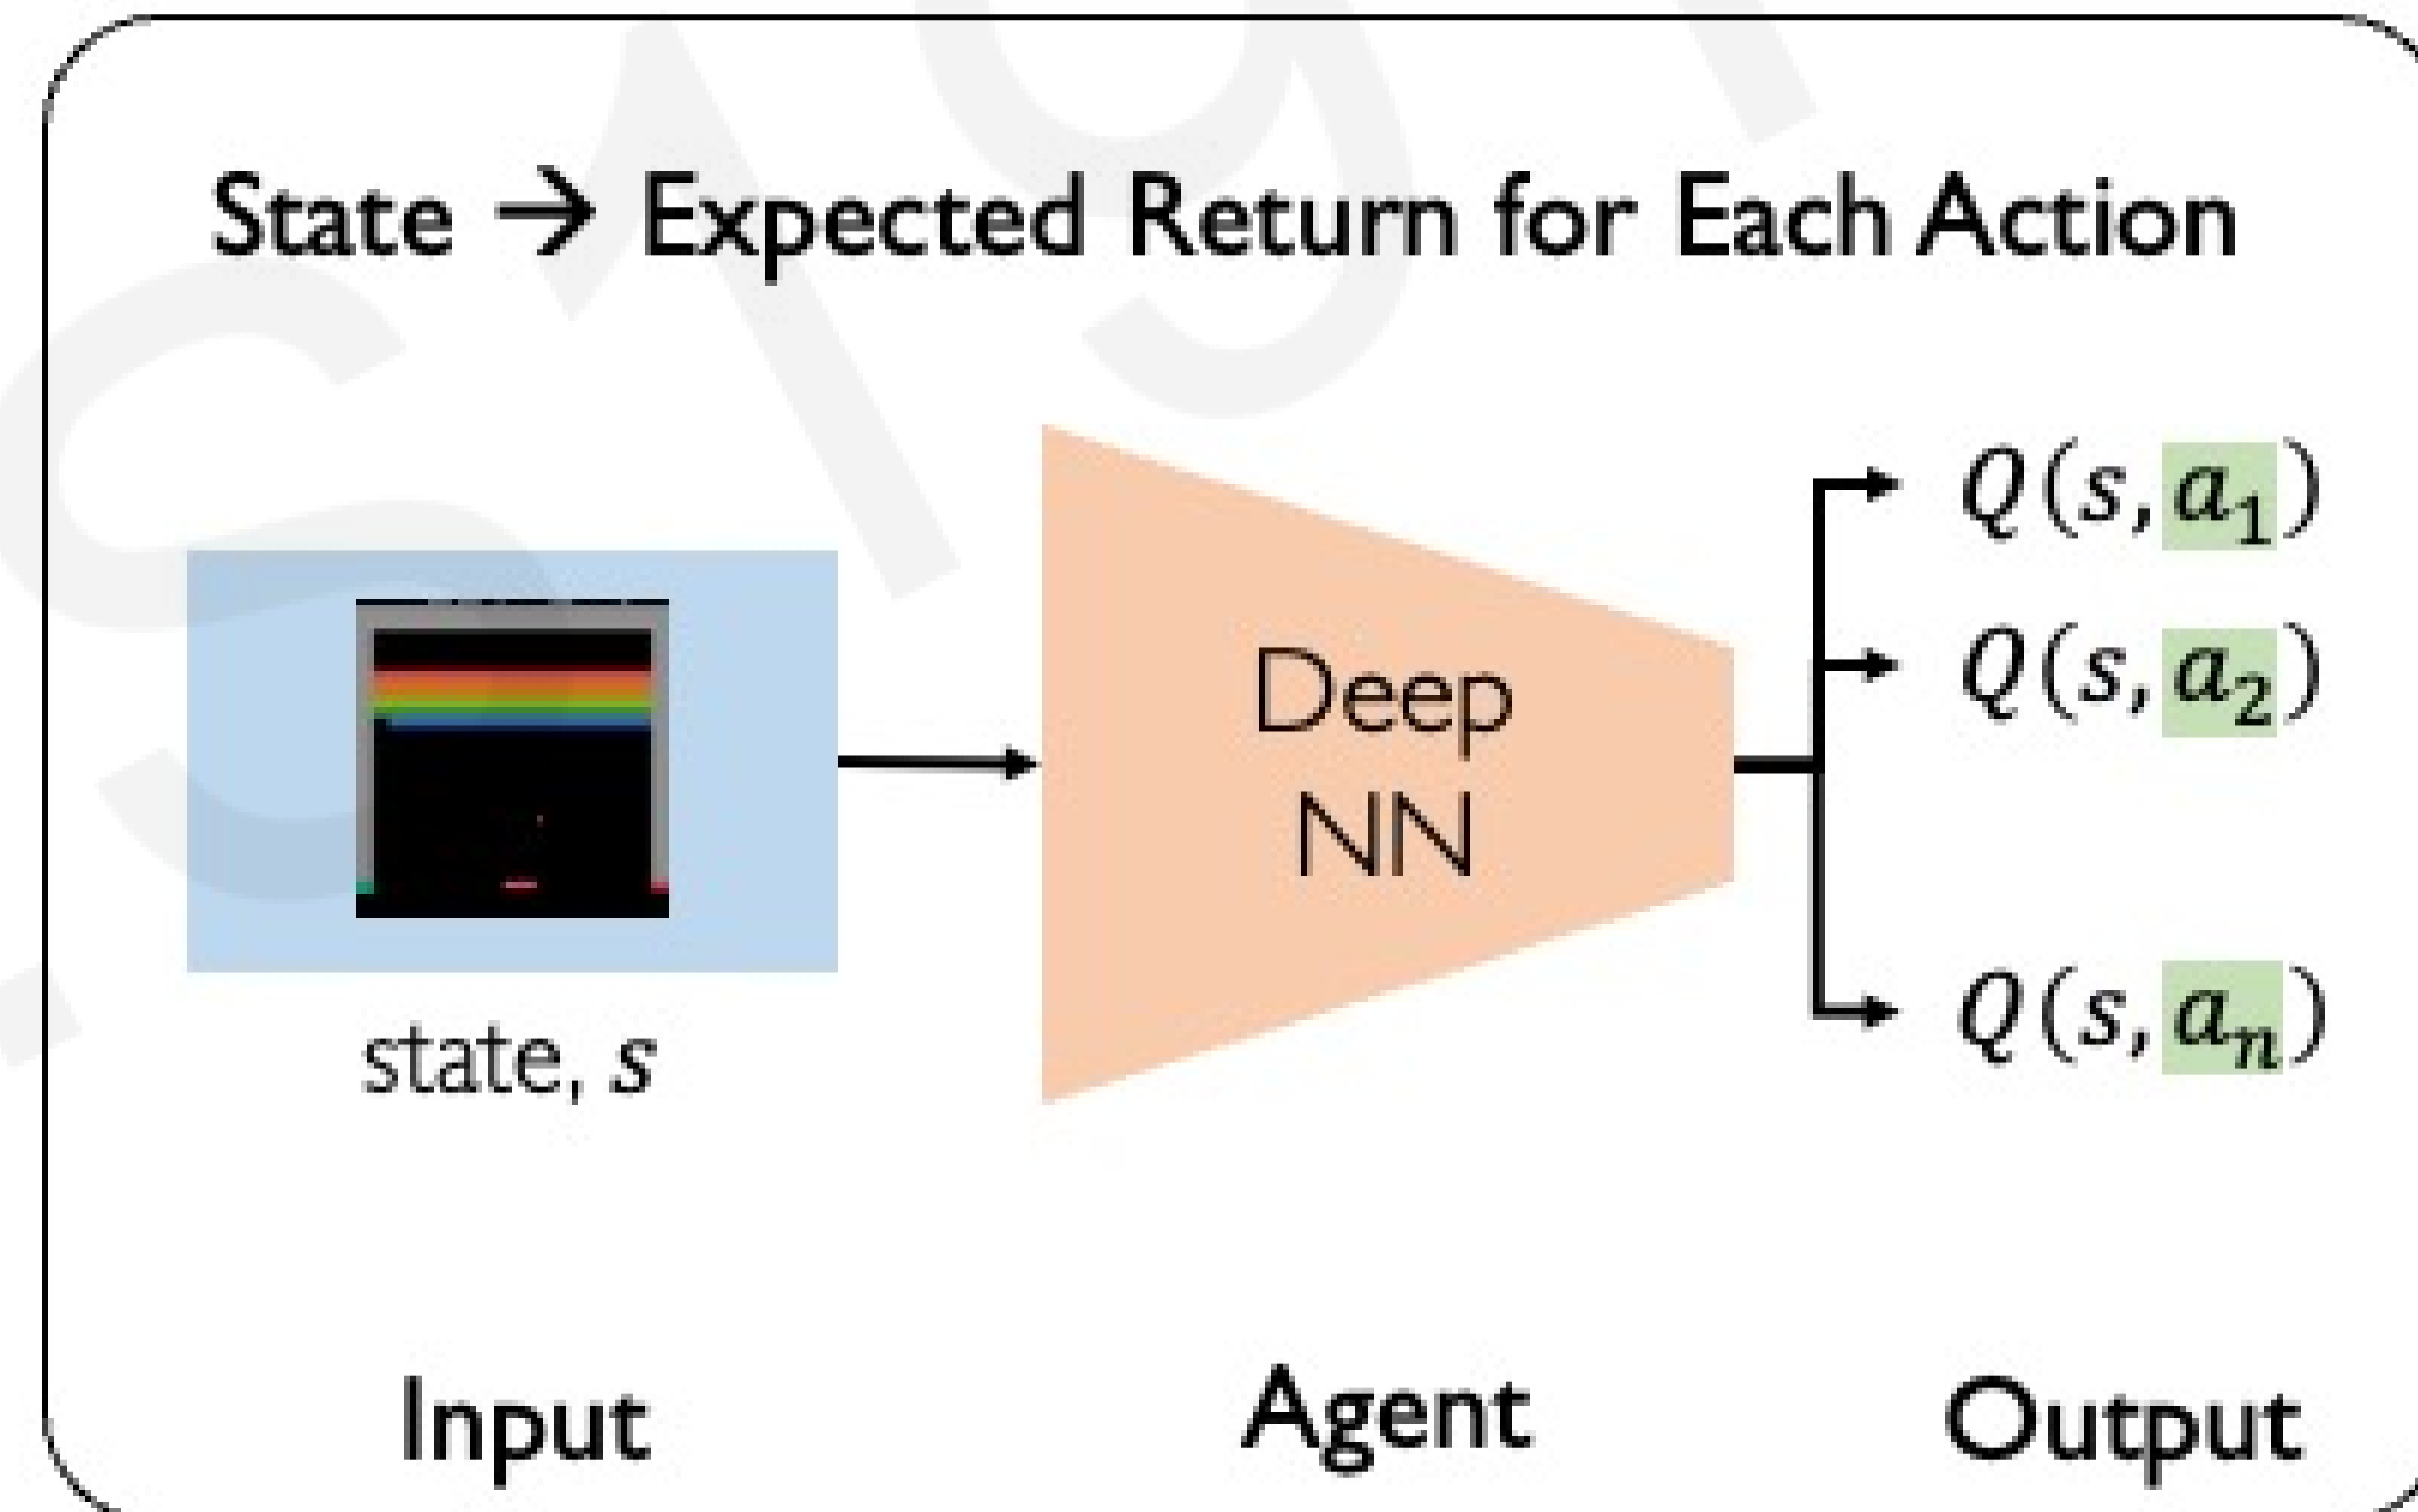 State → Expected Return for Each Action
Q(s, a₁)
Deep
Q(s, a₂)
NN
state, s
Q(s, aₙ)
Input
Agent
Output